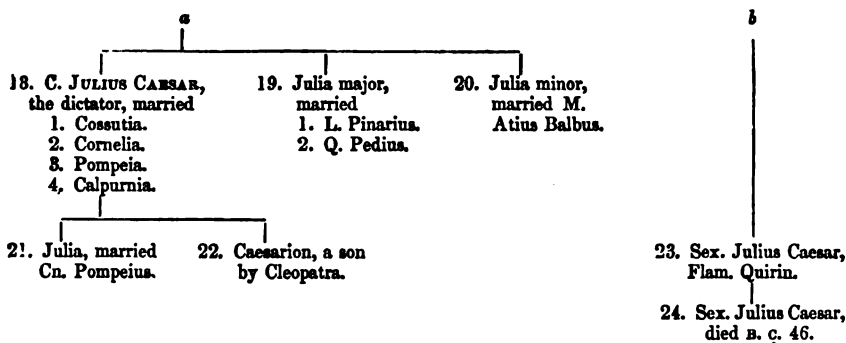 a
b
18. C. JULIUS CAESAR,
the dictator, married
1. Cossutia.
2. Cornelia.
3. Pompeia.
4, Calpurnia.
19. Julia major,
married
1. L. Pinarius.
2. Q. Pedius.
20. Julia minor,
married M.
Atius Balbus.
21. Julia, married
Cn. Pompeius.
22. Caesarion, a son
by Cleopatra.
23. Sex. Julius Caesar,
Flam. Quirin.
24. Sex. Julius Caesar,
died B. C. 46.